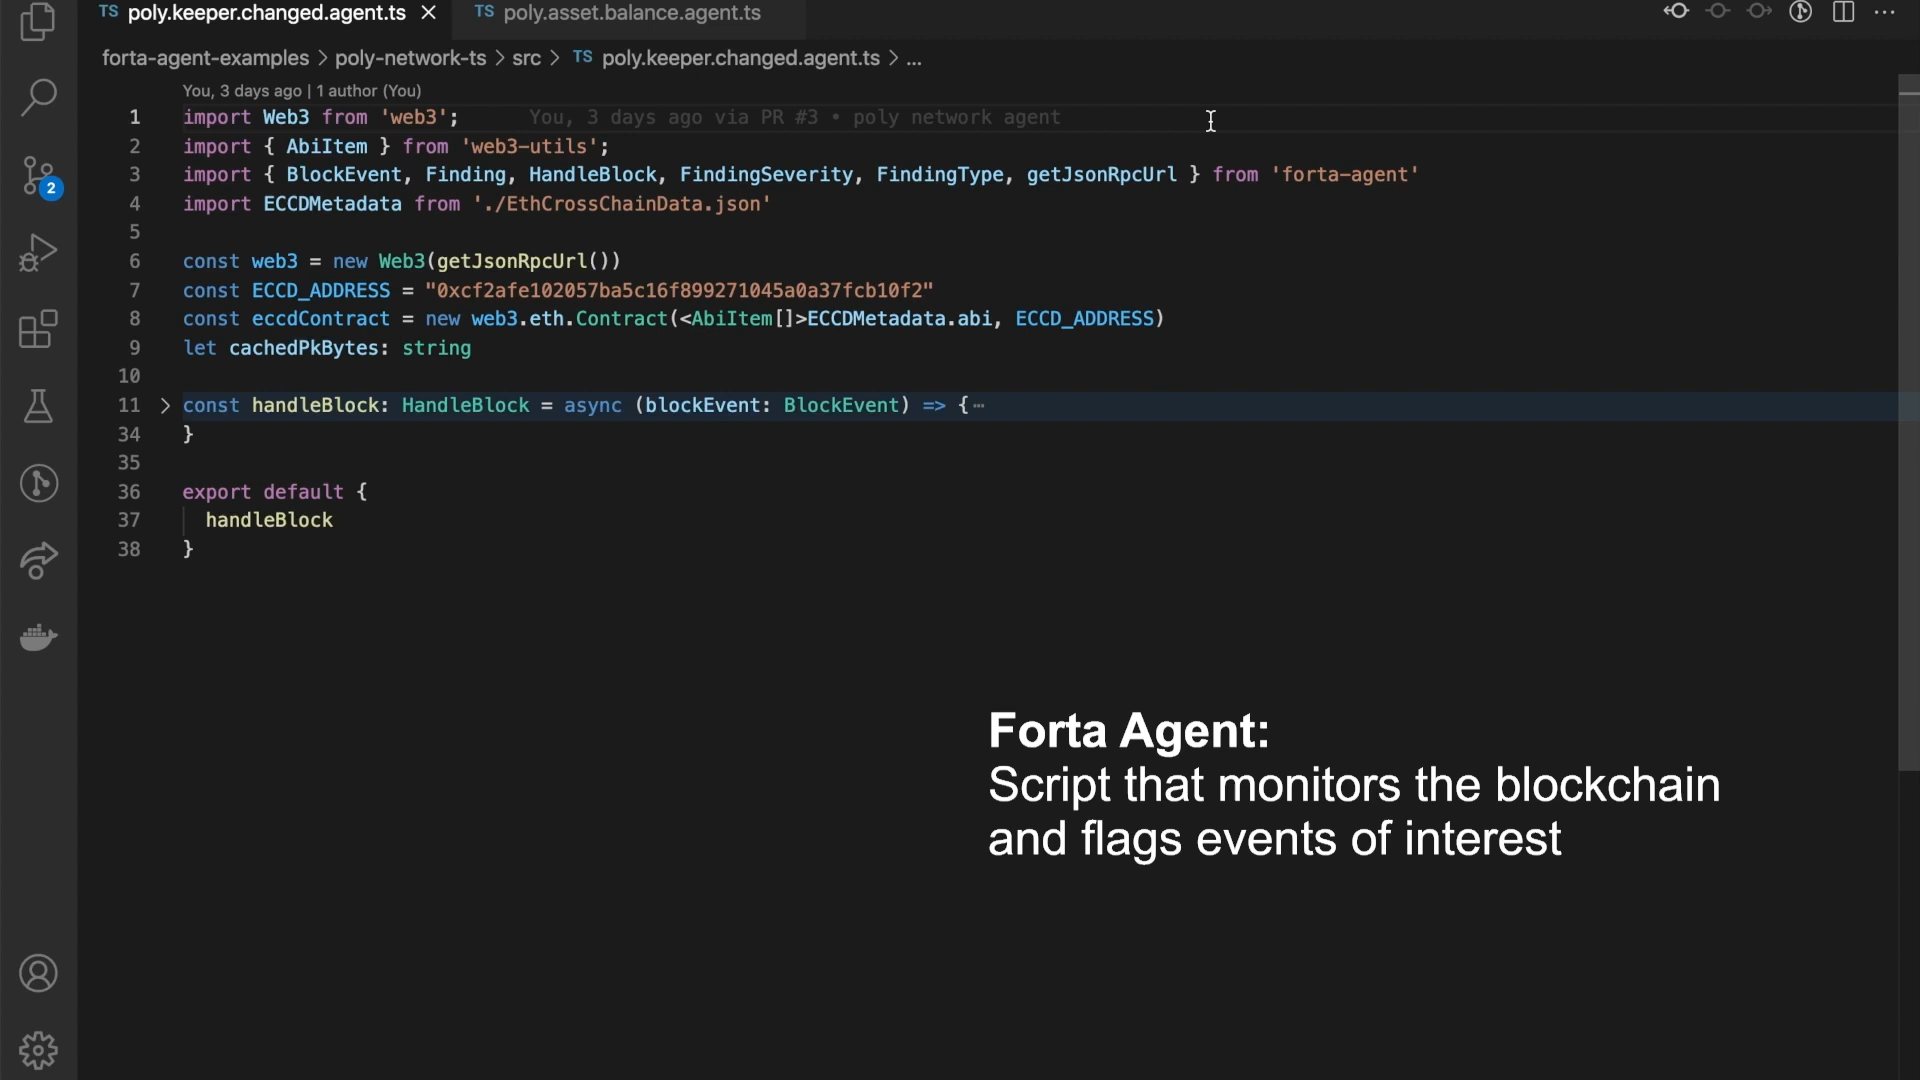 TS poly.keeper.changed.agent.ts TS poly.asset.balance.agent.ts
forta-agent-examples > poly-network-ts > src > TS poly.keeper.changed.agent.ts > ...
You, 3 days ago | 1 author (You)
1 import Web3 from 'web3'; You, 3 days ago via PR #3 • poly network agent
2 import { AbiItem } from 'web3-utils';
2
3 import { BlockEvent, Finding, HandleBlock, FindingSeverity, FindingType, getJsonRpcUrl } from 'forta-agent'
4 import ECCDMetadata from './EthCrossChainData.json'
5
6 const web3 = new Web3(getJsonRpcUrl())
7 const ECCD_ADDRESS = "0xcf2afe102057ba5c16f899271045a0a37fcb10f2"
8 const eccdContract = new web3.eth.Contract(<AbiItem[]>ECCDMetadata.abi, ECCD_ADDRESS)
9 let cachedPkBytes: string
10
11 > const handleBlock: HandleBlock = async (blockEvent: BlockEvent) => {⋯
34 }
35
36 export default {
37 handleBlock
38 }
Forta Agent:
Script that monitors the blockchain
and flags events of interest